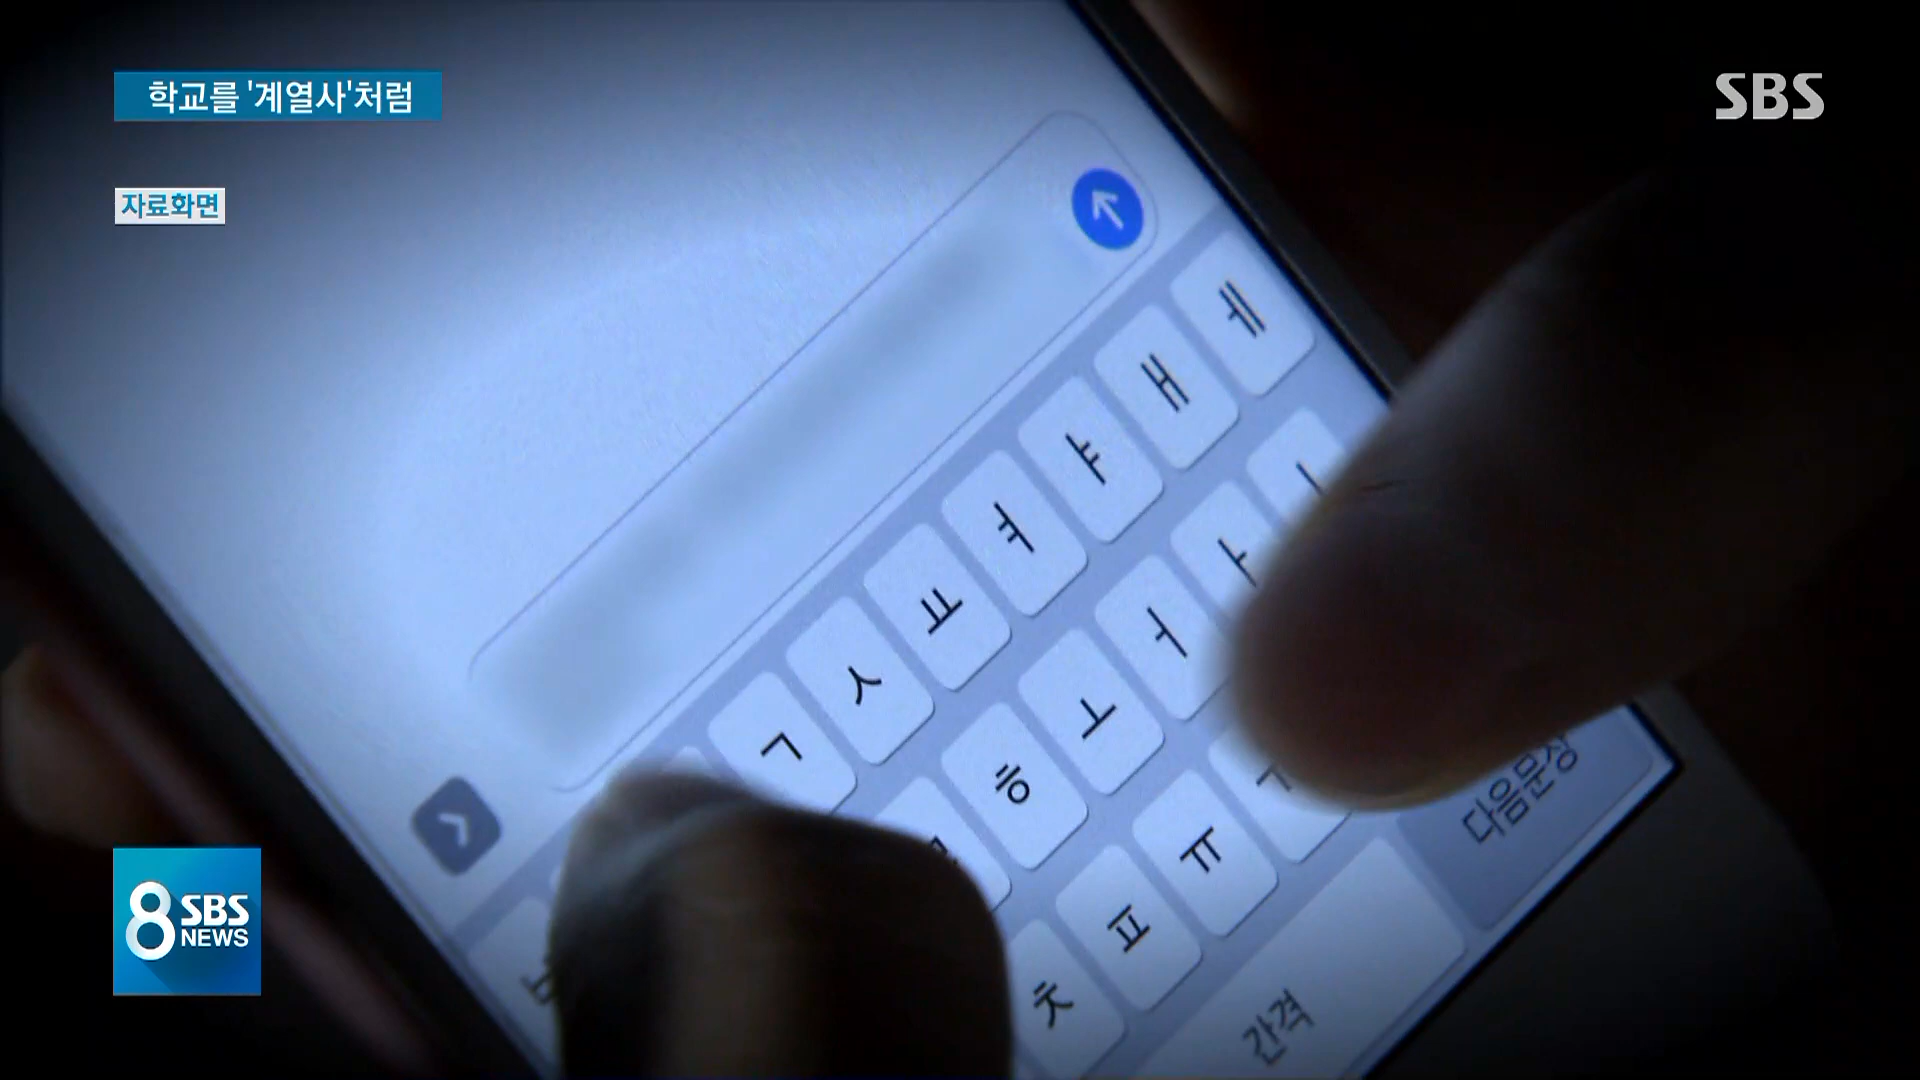 학교를 '계열사'처럼
SBS
자료화면
ㅅ ㅛ ㅕ ㅑ ㅐ ㅔ
ㄱ
ㅎ ㅗ ㅓ ㅏ ㅣ
ㅊ ㅍ ㅠ ㅜ
간격
다음문장
8 SBS
NEWS